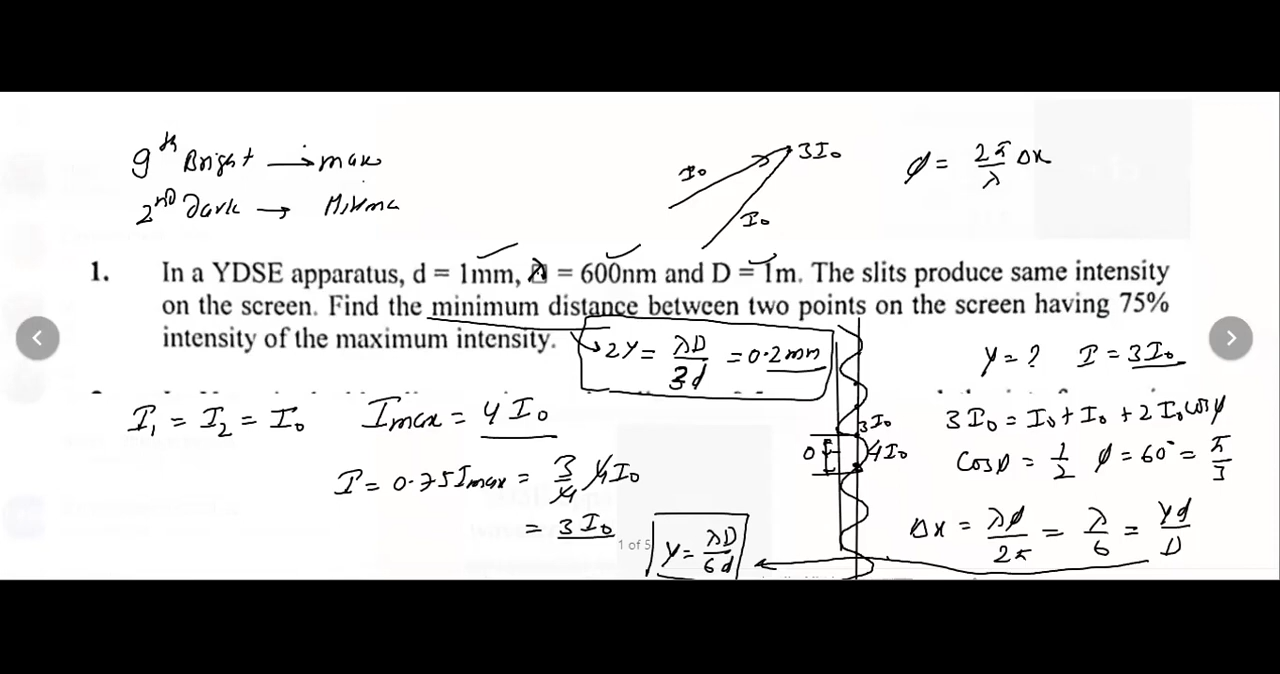 9th Bright → max
2nd Dark → Minima
I₀
I₀
3I₀
φ = 2π/λ Δx
1. In a YDSE apparatus, d = 1mm, λ = 600nm and D = 1m. The slits produce same intensity
on the screen. Find the minimum distance between two points on the screen having 75%
intensity of the maximum intensity.
2Y = λD/3d = 0.2mm
Y = ? I = 3I₀
I₁ = I₂ = I₀ Imax = 4I₀
I = 0.75Imax = 3/4 4I₀
= 3I₀
3I₀
O Y 4I₀
3I₀ = I₀ + I₀ + 2I₀cosφ
cosφ = 1/2 φ = 60° = π/3
Δx = λφ/2π = λ/6 = Yd/D
1 of 5
Y = λD/6d